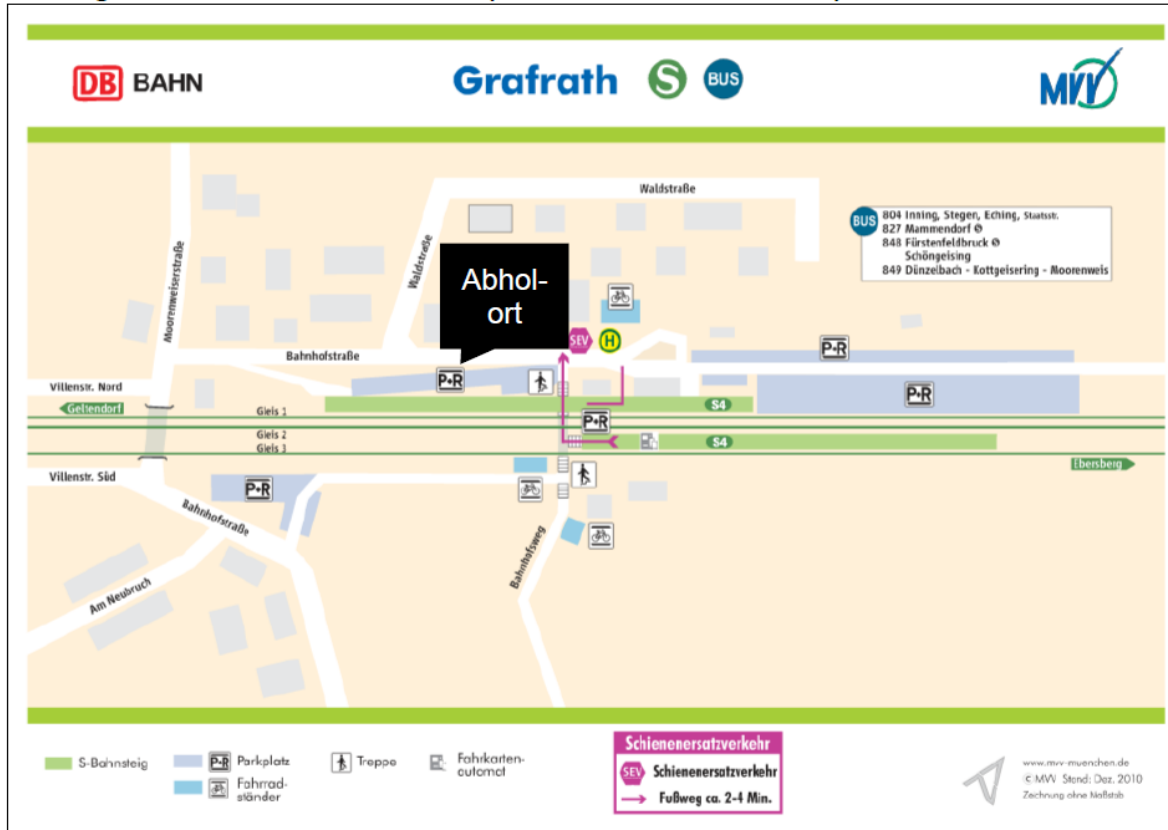 DB BAHN
Grafrath S BUS
MVV
Waldstraße
BUS
804 Inning, Stegen, Eching, Staatsstr.
827 Mammendorf
848 Fürstenfeldbruck
Schöngeising
849 Dünzelbach - Kottgeisering - Moorenweis
Moorenweiserstraße
Waldstraße
Abhol-
ort
SEV H
Bahnhofstraße
P+R
P+R
Villenstr. Nord
P+R
Geltendorf
Gleis 1
S4
P+R
Gleis 2
Gleis 3
S4
Ebersberg
Villenstr. Süd
P+R
Bahnhofstraße
Bahnhofsweg
Am Neubruch
S-Bahnsteig
P+R Parkplatz
Fahrrad-
ständer
Treppe
Fahrkarten-
automat
Schienenersatzverkehr
SEV Schienenersatzverkehr
Fußweg ca. 2-4 Min.
www.mvv-muenchen.de
© MVV Stand: Dez. 2010
Zeichnung ohne Maßstab